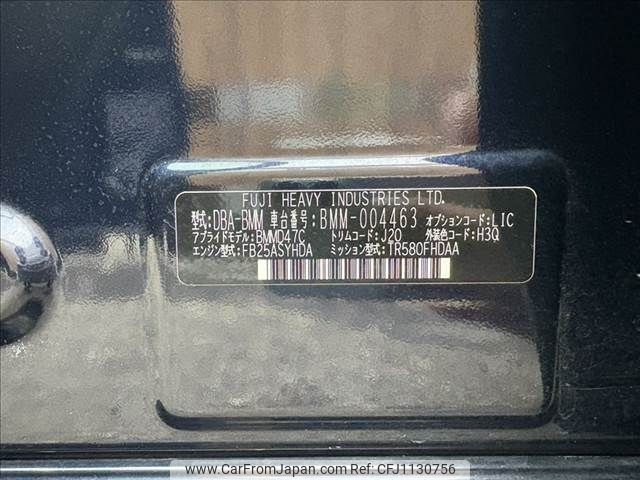 FUJI HEAVY INDUSTRIES LTD.
型式:DBA-BMM 車台番号:BMM-004463 オプションコード:LIC
アプライドモデル:BMMD47C トリムコード:J20 外装色コード:H3Q
エンジン型式:FB25ASYHDA ミッション型式:TR580FHDAA
www.CarFromJapan.com © CFJ1130756